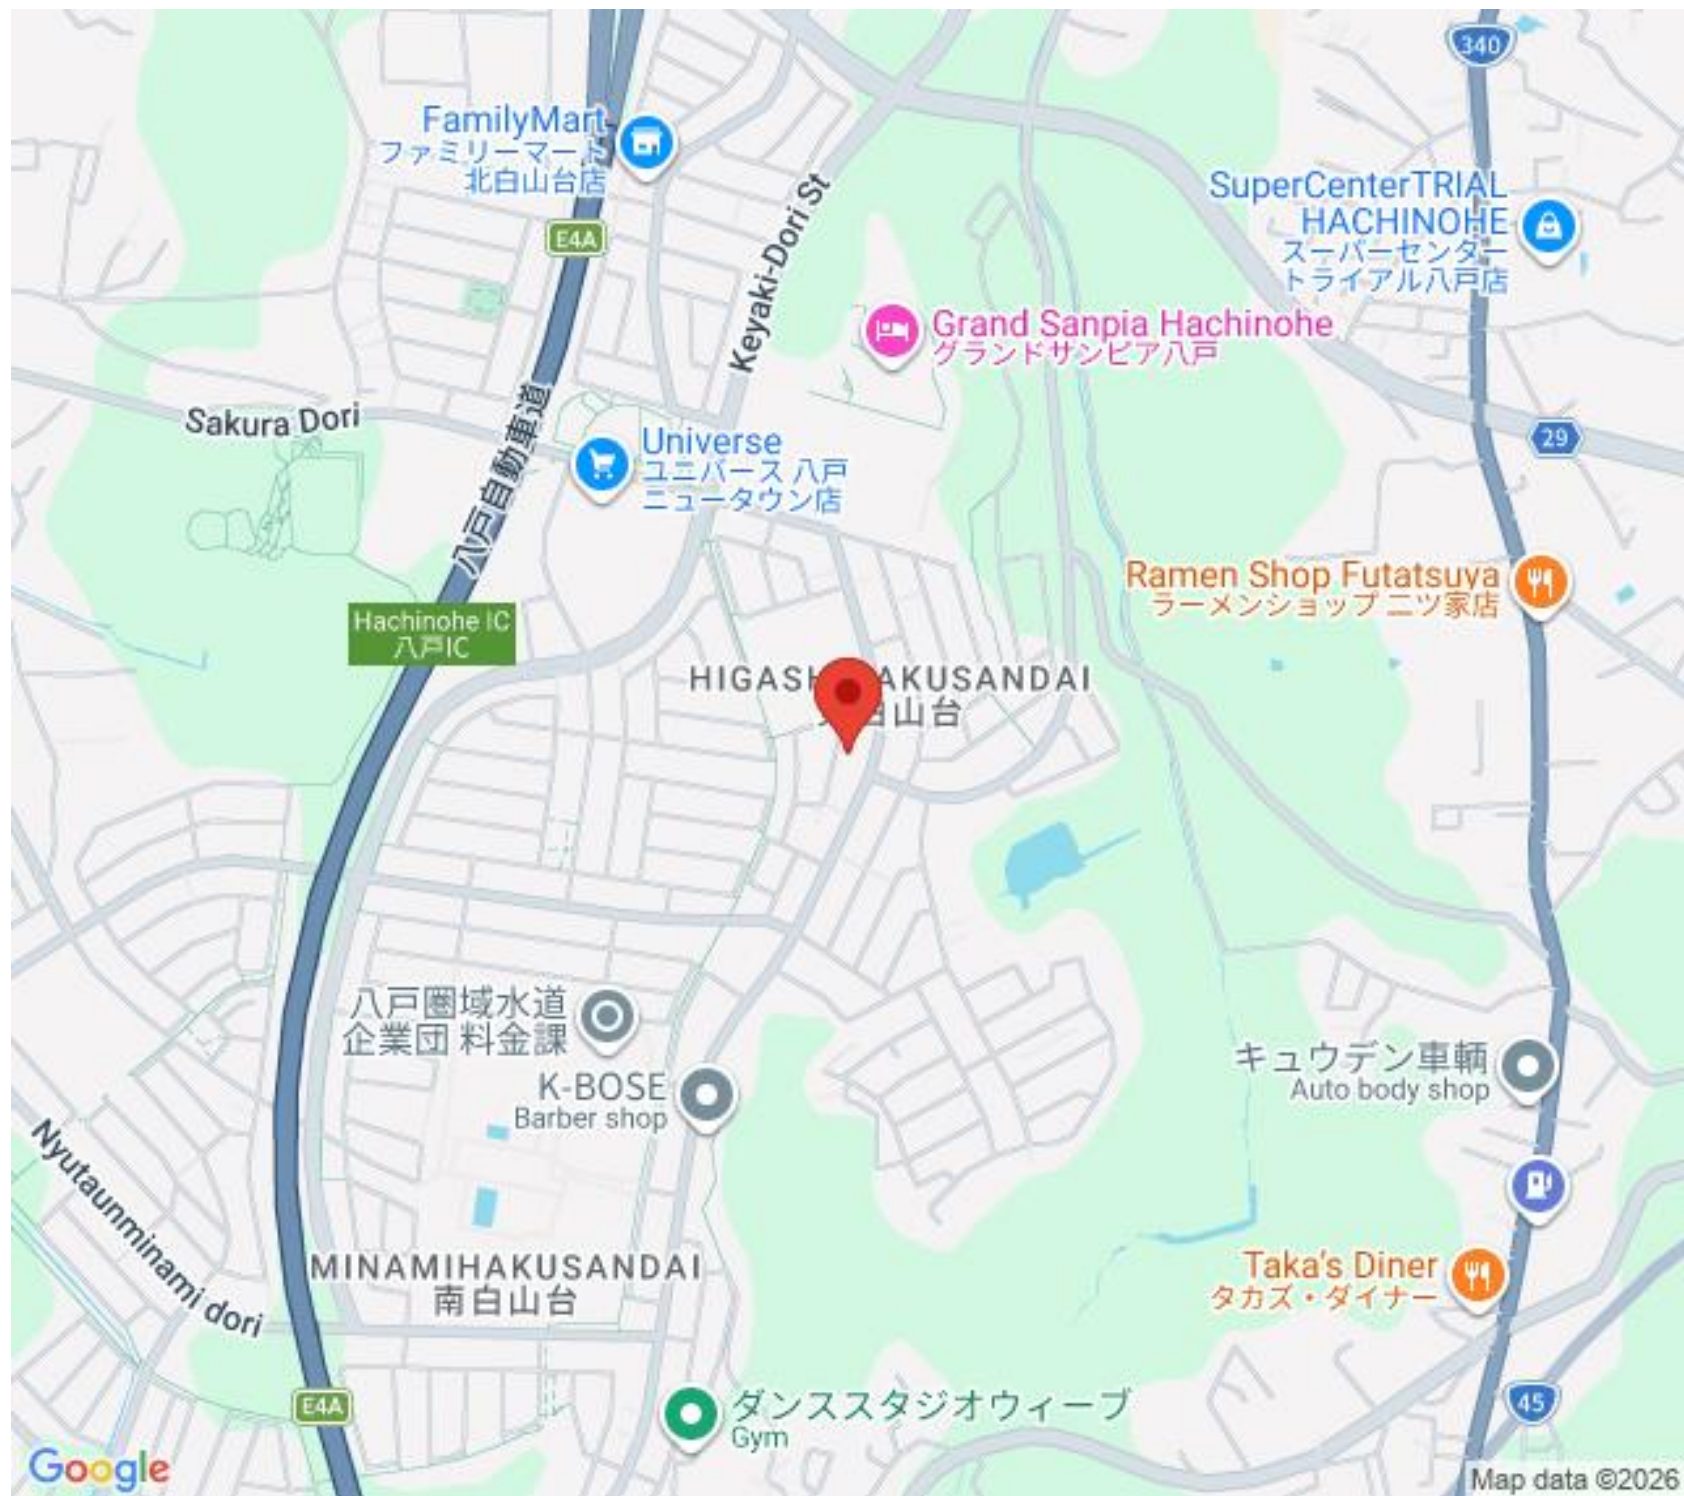 340
FamilyMart
ファミリーマート
北白山台店
E4A
Keyaki-Dori St
SuperCenterTRIAL
HACHINOHE
スーパーセンター
トライアル八戸店
Grand Sanpia Hachinohe
グランドサンピア八戸
Sakura Dori
八戸自動車道
29
Universe
ユニバース 八戸
ニュータウン店
Ramen Shop Futatsuya
ラーメンショップ 二ツ家店
Hachinohe IC
八戸IC
HIGASHI AKUSANDAI
白山台
八戸圏域水道
企業団 料金課
K-BOSE
Barber shop
キュウデン車輌
Auto body shop
Nyutaunminami dori
MINAMIHAKUSANDAI
南白山台
Taka's Diner
タカズ・ダイナー
E4A
45
ダンススタジオウィーブ
Gym
Google
Map data ©2026